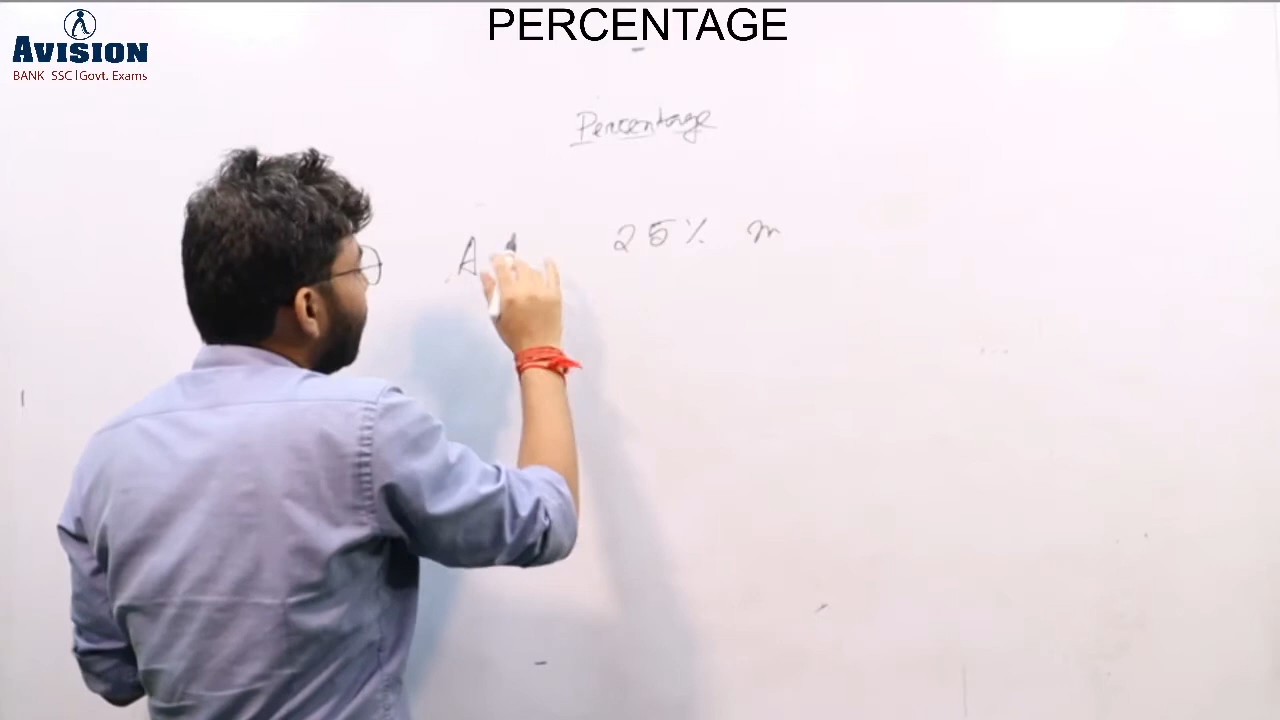 PERCENTAGE
AVISION
BANK SSC | Govt. Exams
Percentage
A 25% m